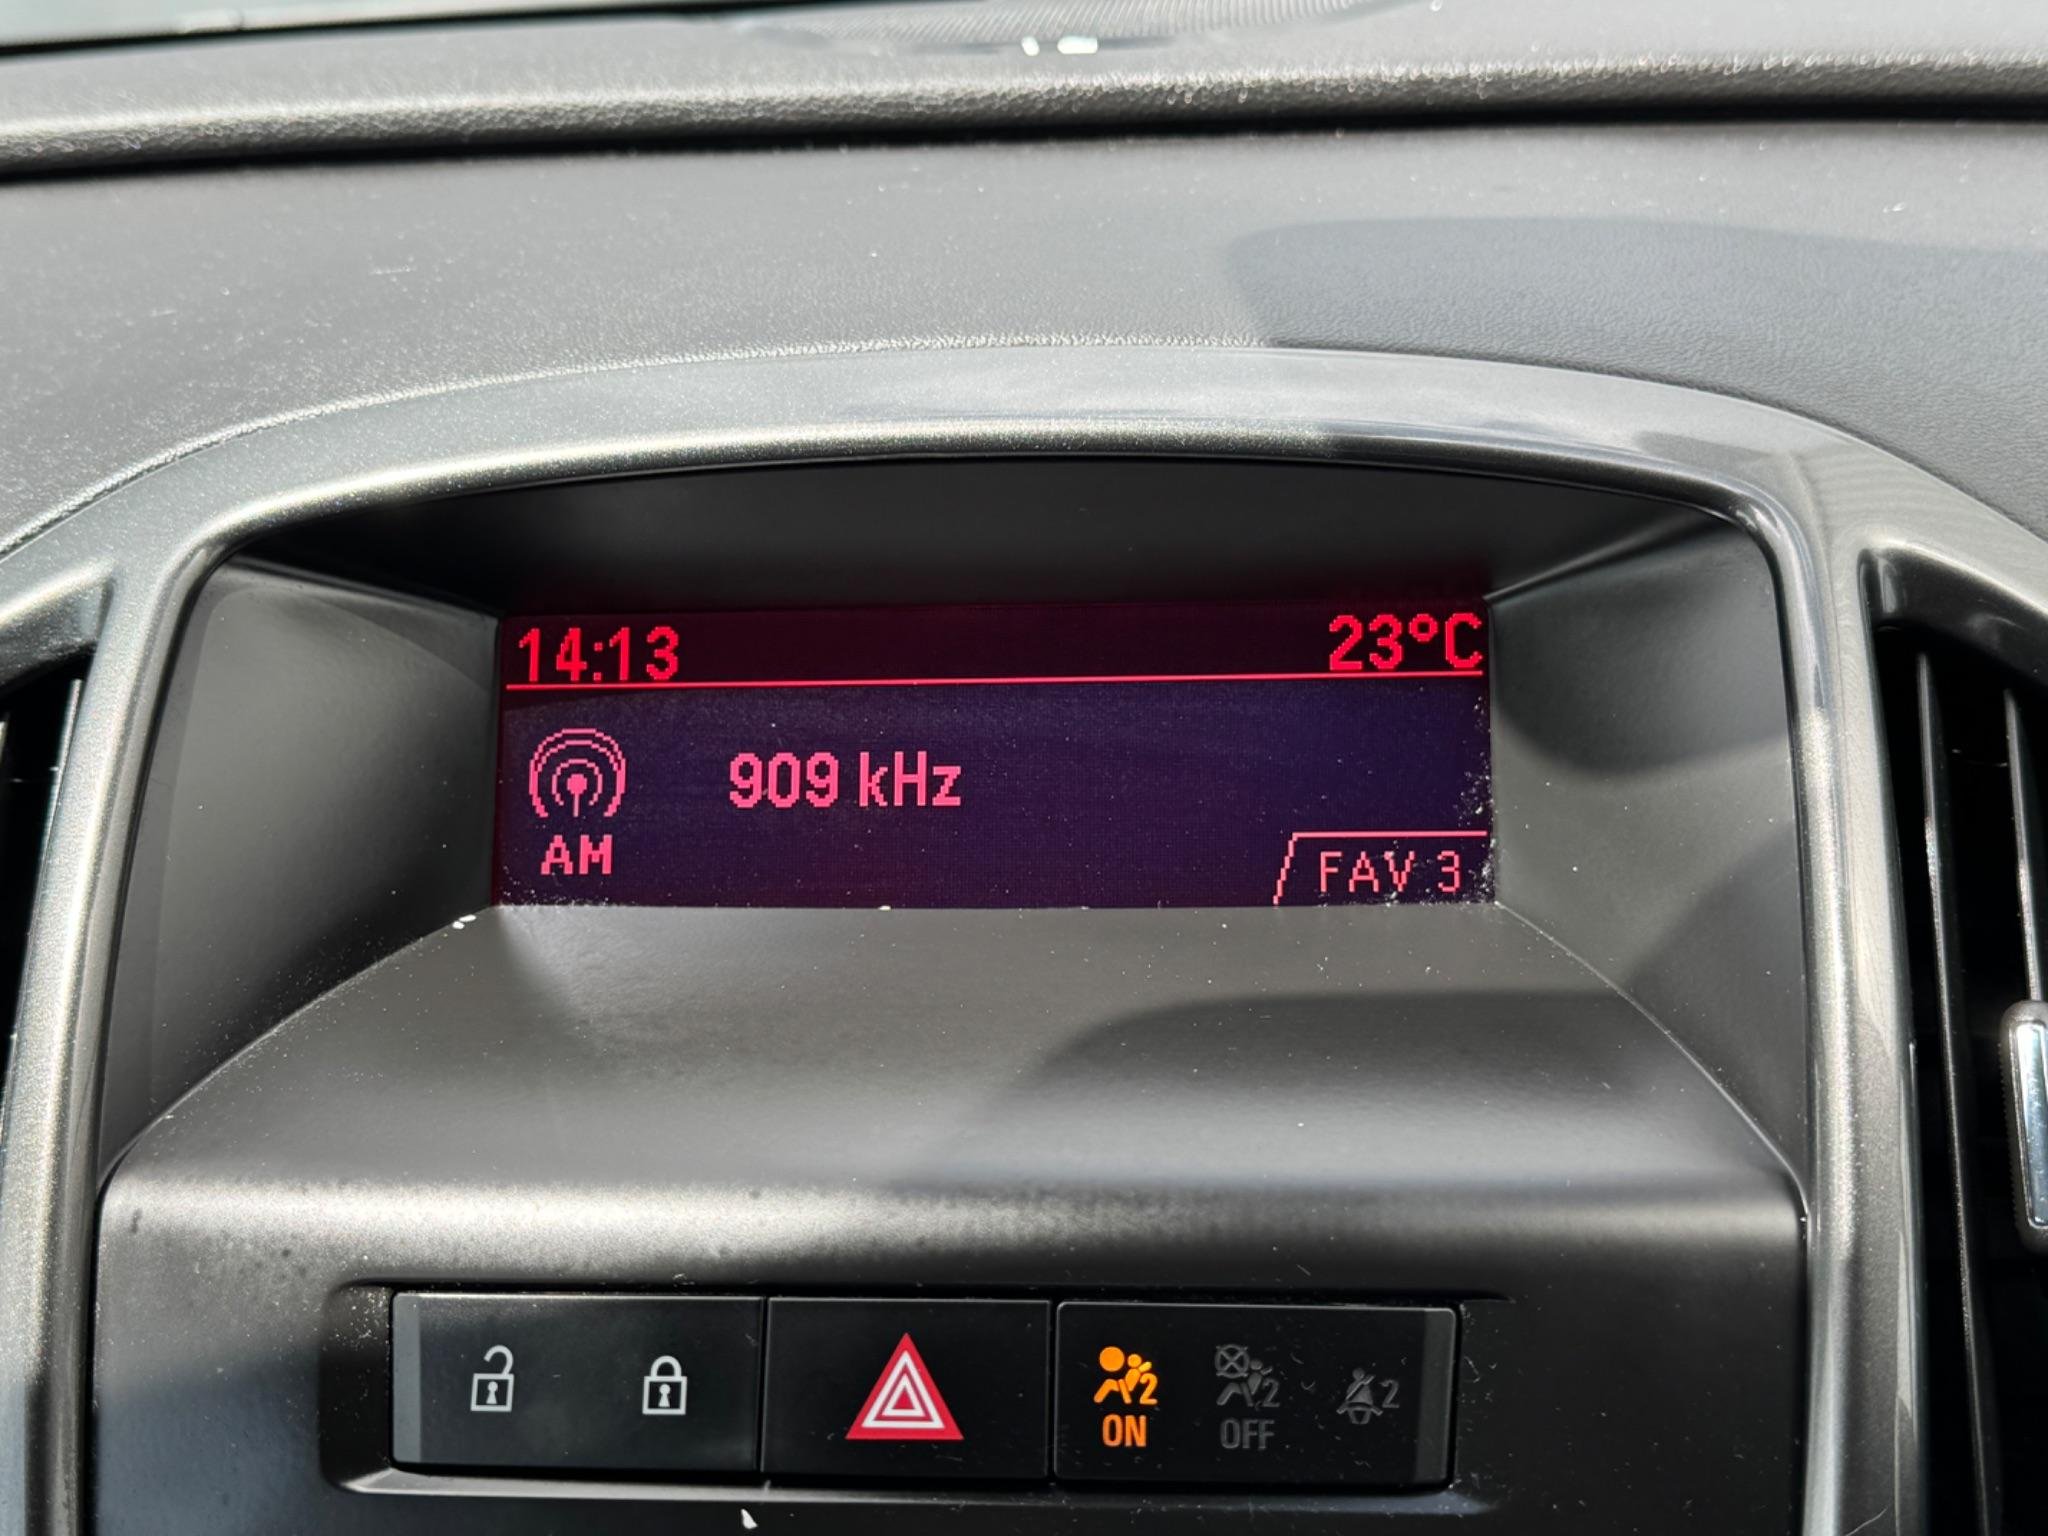 14:13 23°C
909 kHz
AM
FAV 3
2 2 2
ON OFF